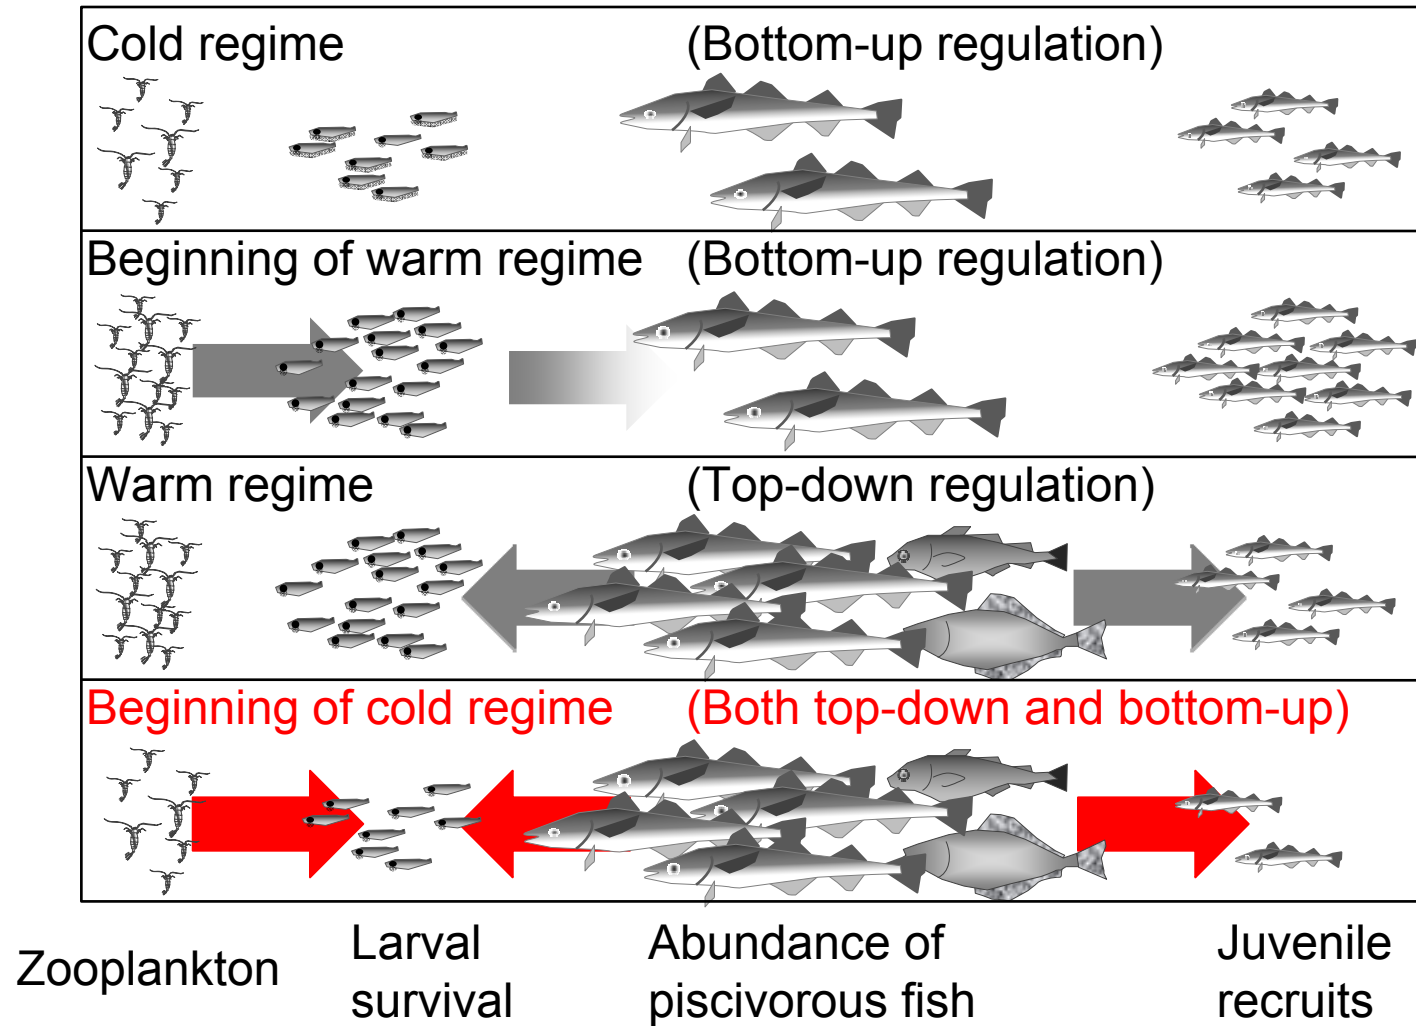 Cold regime (Bottom-up regulation)
Beginning of warm regime (Bottom-up regulation)
Warm regime (Top-down regulation)
Beginning of cold regime (Both top-down and bottom-up)
Zooplankton
Larval
survival
Abundance of
piscivorous fish
Juvenile
recruits